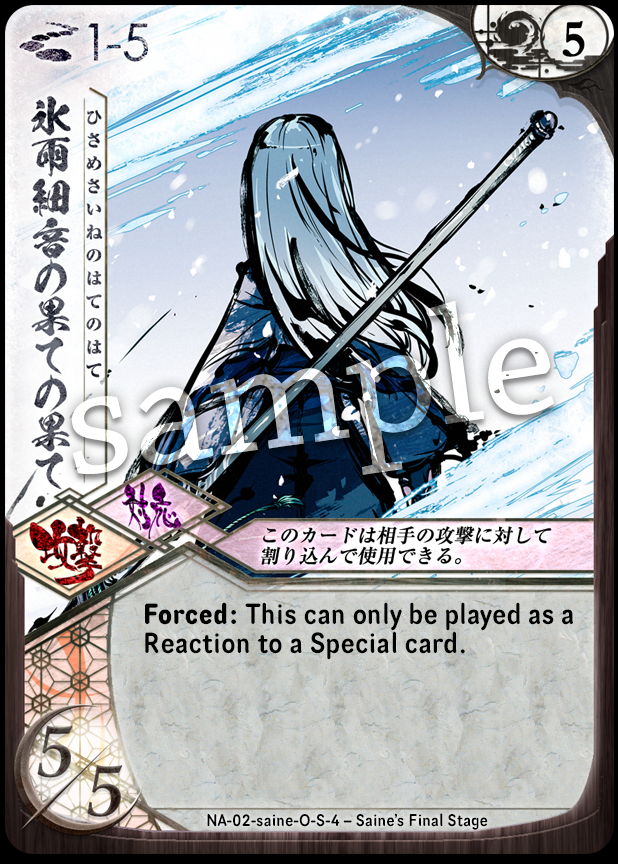 1-5
5
氷雨細音の果ての果て
ひさめさいねのはてのはて
sample
対応
攻撃
このカードは相手の攻撃に対して
割り込んで使用できる。
Forced: This can only be played as a
Reaction to a Special card.
5/5
NA-02-saine-O-S-4 – Saine's Final Stage